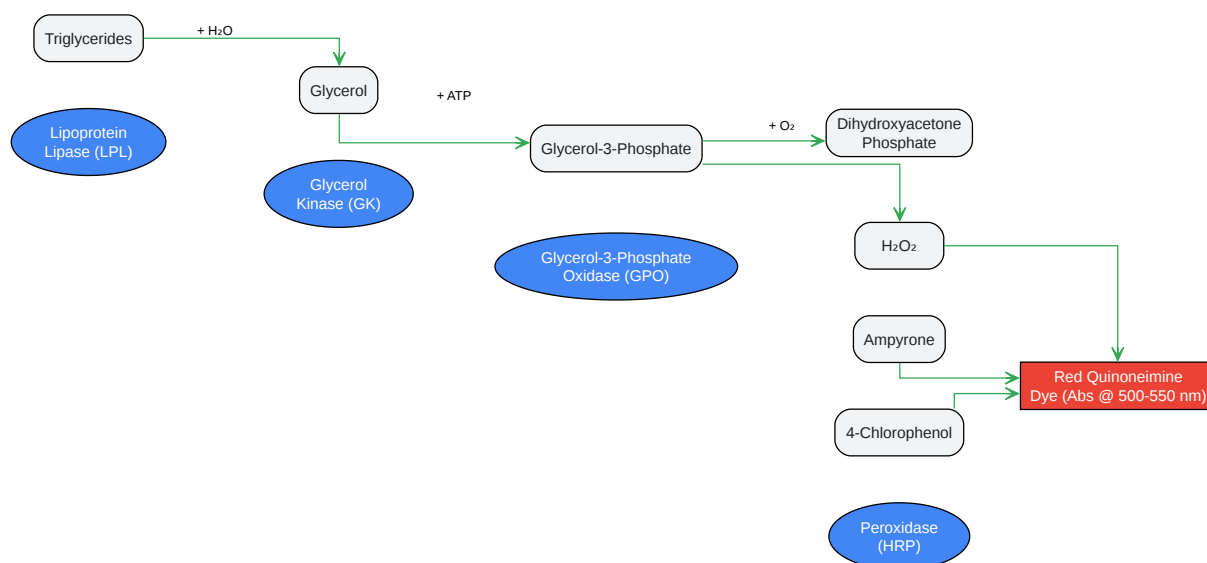 Triglycerides
+ H₂O
Glycerol
+ ATP
Lipoprotein
Lipase (LPL)
Glycerol
Kinase (GK)
Glycerol-3-Phosphate
+ O₂
Dihydroxyacetone
Phosphate
Glycerol-3-Phosphate
Oxidase (GPO)
H₂O₂
Ampyrone
4-Chlorophenol
Red Quinoneimine
Dye (Abs @ 500-550 nm)
Peroxidase
(HRP)